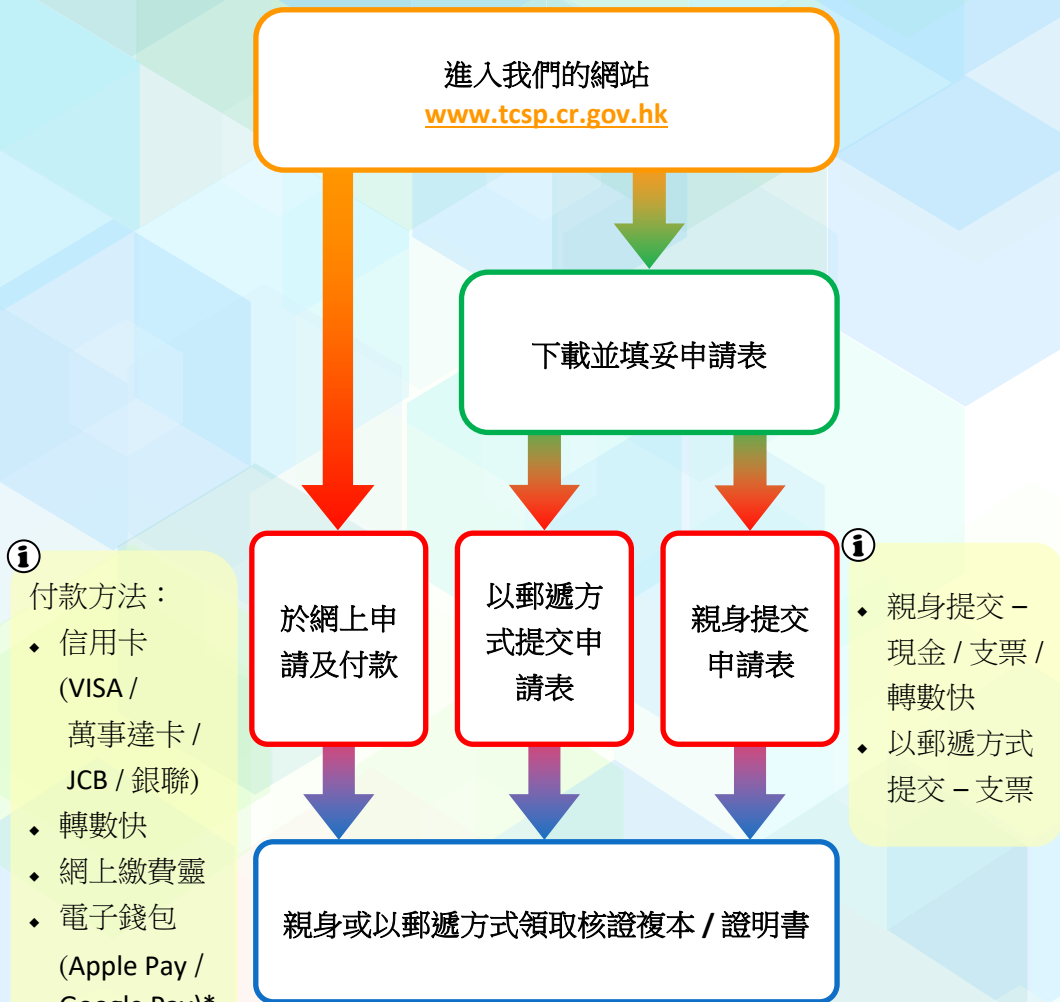 進入我們的網站
www.tcsp.cr.gov.hk
下載並填妥申請表
於網上申
請及付款
以郵遞方
式提交申
請表
親身提交
申請表
付款方法：
⬥ 信用卡
(VISA /
萬事達卡 /
JCB / 銀聯)
⬥ 轉數快
⬥ 網上繳費靈
⬥ 電子錢包
(Apple Pay /
Google Pay)*
⬥ 親身提交 –
現金 / 支票 /
轉數快
⬥ 以郵遞方式
提交 – 支票
親身或以郵遞方式領取核證複本 / 證明書